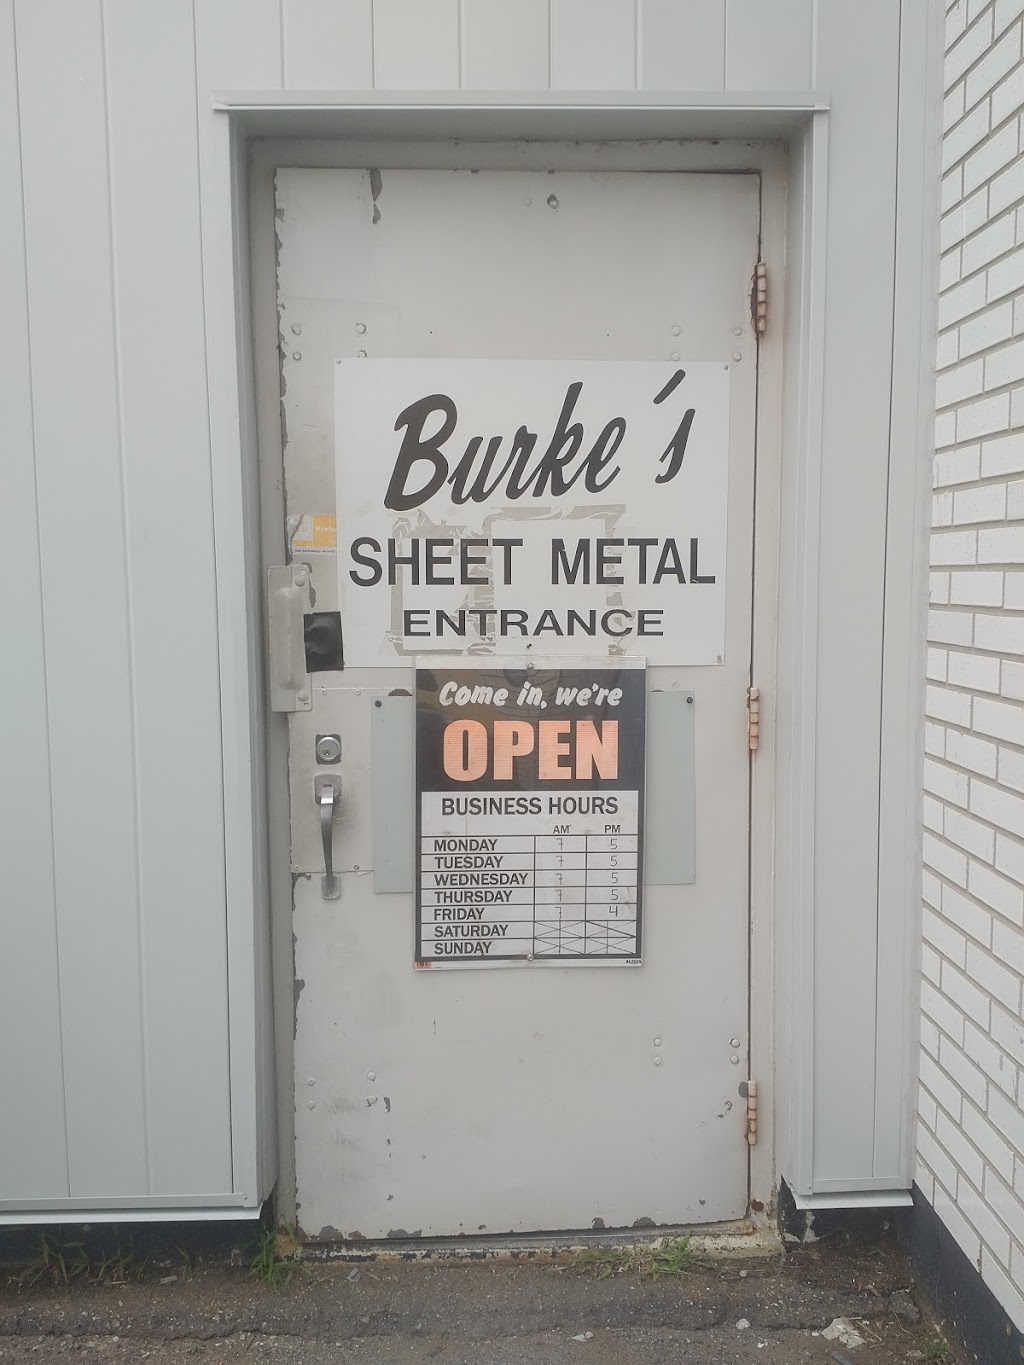 Burke's
SHEET METAL
ENTRANCE
Come in, we're
OPEN
BUSINESS HOURS
AM PM
MONDAY 7 5
TUESDAY 7 5
WEDNESDAY 7 5
THURSDAY 7 5
FRIDAY 7 4
SATURDAY
SUNDAY